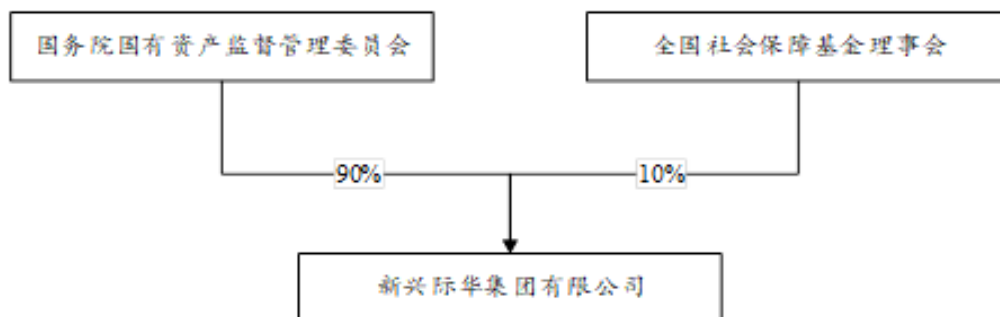 国务院国有资产监督管理委员会
全国社会保障基金理事会
90%
10%
新兴际华集团有限公司